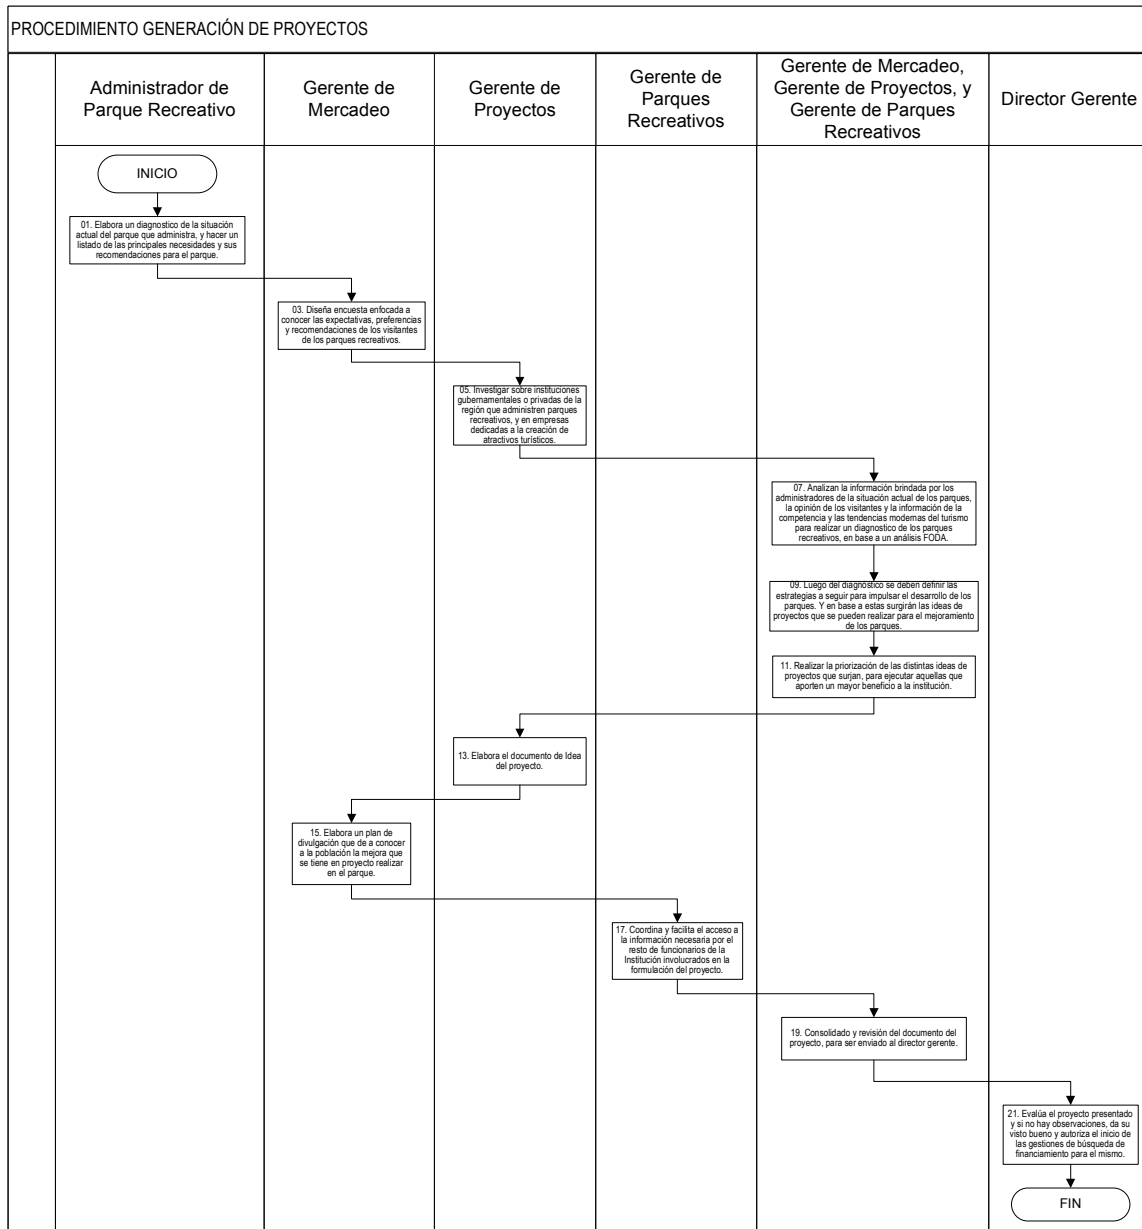 PROCEDIMIENTO GENERACIÓN DE PROYECTOS
Administrador de
Parque Recreativo
Gerente de
Mercadeo
Gerente de
Proyectos
Gerente de
Parques
Recreativos
Gerente de Mercadeo,
Gerente de Proyectos, y
Gerente de Parques
Recreativos
Director Gerente
INICIO
01. Elabora un diagnostico de la situación
actual del parque que administra, y hacer un
listado de las principales necesidades y sus
recomendaciones para el parque.
03. Diseña encuesta enfocada a
conocer las expectativas, preferencias
y recomendaciones de los visitantes
de los parques recreativos.
05. Investigar sobre instituciones
gubernamentales o privadas de la
región que administren parques
recreativos, y en empresas
dedicadas a la creación de
atractivos turísticos.
07. Analizan la información brindada por los
administradores de la situación actual de los parques,
la opinión de los visitantes y la información de la
competencia y las tendencias modernas del turismo
para realizar un diagnostico de los parques
recreativos, en base a un análisis FODA.
09. Luego del diagnóstico se deben definir las
estrategias a seguir para impulsar el desarrollo de los
parques. Y en base a estas surgirán las ideas de
proyectos que se pueden realizar para el mejoramiento
de los parques.
11. Realizar la priorización de las distintas ideas de
proyectos que surjan, para ejecutar aquellas que
aporten un mayor beneficio a la institución.
13. Elabora el documento de Idea
del proyecto.
15. Elabora un plan de
divulgación que de a conocer
a la población la mejora que
se tiene en proyecto realizar
en el parque.
17. Coordina y facilita el acceso a
la información necesaria por el
resto de funcionarios de la
Institución involucrados en la
formulación del proyecto.
19. Consolidado y revisión del documento del
proyecto, para ser enviado al director gerente.
21. Evalúa el proyecto presentado
y si no hay observaciones, da su
visto bueno y autoriza el inicio de
las gestiones de búsqueda de
financiamiento para el mismo.
FIN